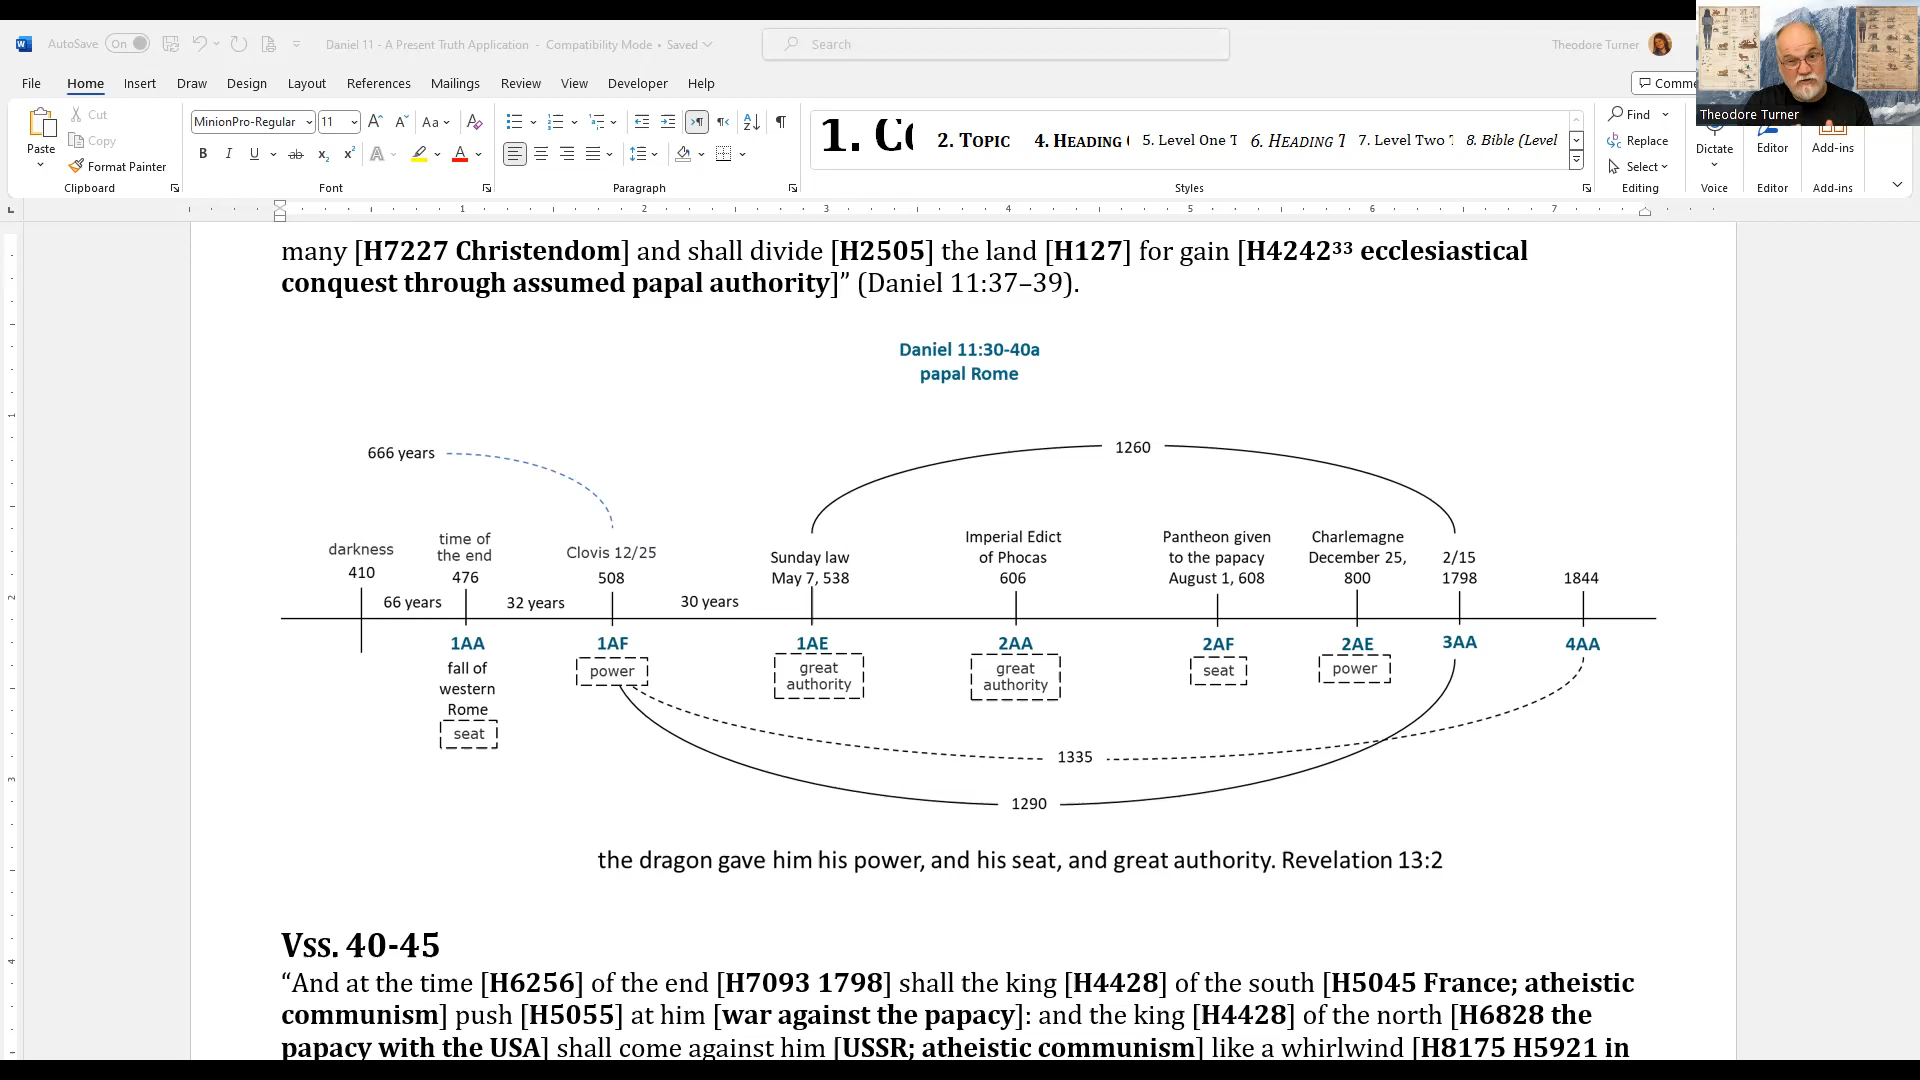 AutoSave On Daniel 11 - A Present Truth Application - Compatibility Mode • Saved Search Theodore Turner
File Home Insert Draw Design Layout References Mailings Review View Developer Help
Theodore Turner
Paste
Cut
Copy
Format Painter
MinionPro-Regular 11
1. 2. TOPIC 4. HEADING 5. Level One 6. HEADING 7. Level Two 8. Bible (Level
Find
Replace
Select
Dictate Editor Add-ins
Clipboard Font Paragraph Styles Editing Voice Editor Add-ins
1 2 3 4 5 6 7
many [H7227 Christendom] and shall divide [H2505] the land [H127] for gain [H4242³³ ecclesiastical
conquest through assumed papal authority]” (Daniel 11:37–39).
Daniel 11:30-40a
papal Rome
666 years
1260
darkness
410
time of
the end
476
Clovis 12/25
508
Sunday law
May 7, 538
Imperial Edict
of Phocas
606
Pantheon given
to the papacy
August 1, 608
Charlemagne
December 25,
800
2/15
1798
1844
66 years 32 years 30 years
1AA 1AF 1AE 2AA 2AF 2AE 3AA 4AA
fall of
western
Rome
seat
power
great
authority
great
authority
seat
power
1335
1290
the dragon gave him his power, and his seat, and great authority. Revelation 13:2
Vss. 40-45
“And at the time [H6256] of the end [H7093 1798] shall the king [H4428] of the south [H5045 France; atheistic
communism] push [H5055] at him [war against the papacy]: and the king [H4428] of the north [H6828 the
papacy with the USA] shall come against him [USSR; atheistic communism] like a whirlwind [H8175 H5921 in